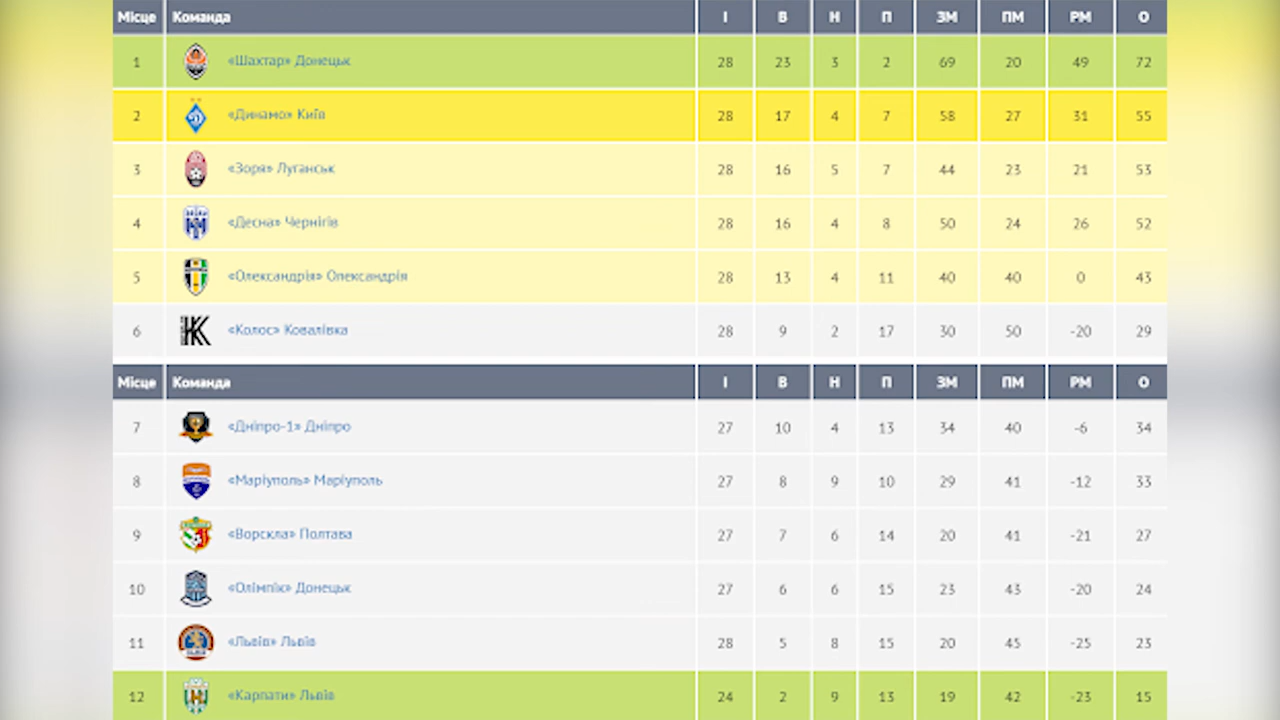 Місце Команда І В Н П ЗМ ПМ РМ О
1 «Шахтар» Донецьк 28 23 3 2 69 20 49 72
2 «Динамо» Київ 28 17 4 7 58 27 31 55
3 «Зоря» Луганськ 28 16 5 7 44 23 21 53
4 «Десна» Чернігів 28 16 4 8 50 24 26 52
5 «Олександрія» Олександрія 28 13 4 11 40 40 0 43
6 «Колос» Ковалівка 28 9 2 17 30 50 -20 29
Місце Команда І В Н П ЗМ ПМ РМ О
7 «Дніпро-1» Дніпро 27 10 4 13 34 40 -6 34
8 «Маріуполь» Маріуполь 27 8 9 10 29 41 -12 33
9 «Ворскла» Полтава 27 7 6 14 20 41 -21 27
10 «Олімпік» Донецьк 27 6 6 15 23 43 -20 24
11 «Львів» Львів 28 5 8 15 20 45 -25 23
12 «Карпати» Львів 24 2 9 13 19 42 -23 15